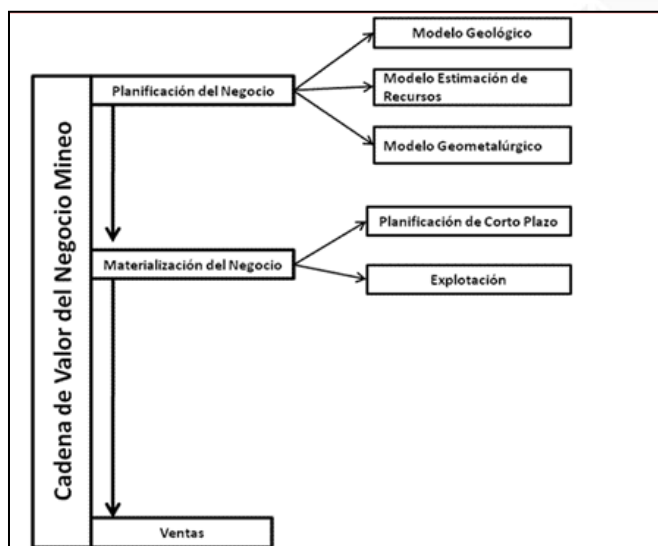 Cadena de Valor del Negocio Mineo
Planificación del Negocio
Modelo Geológico
Modelo Estimación de
Recursos
Modelo Geometalúrgico
Materialización del Negocio
Planificación de Corto Plazo
Explotación
Ventas